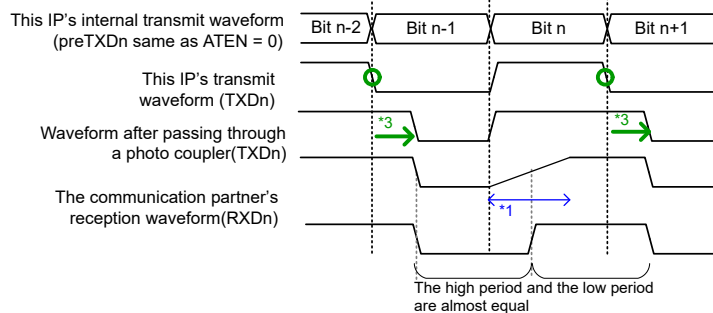 This IP's internal transmit waveform
(preTXDn same as ATEN = 0)
Bit n-2
Bit n-1
Bit n
Bit n+1
This IP's transmit
waveform (TXDn)
*3
*3
Waveform after passing through
a photo coupler(TXDn)
*1
The communication partner's
reception waveform(RXDn)
The high period and the low period
are almost equal